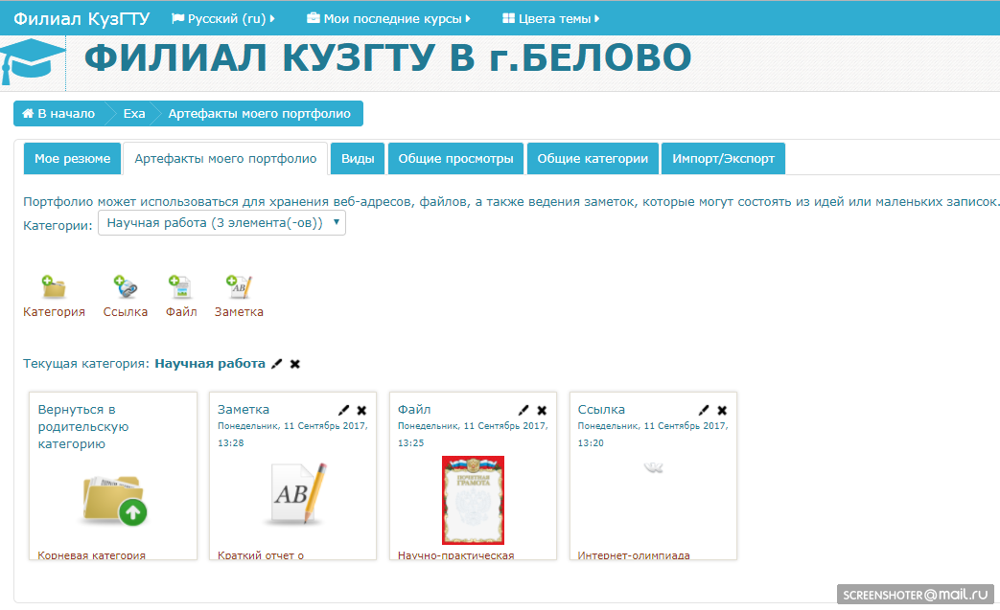 Филиал КузГТУ Русский (ru) Мои последние курсы Цвета темы
ФИЛИАЛ КУЗГТУ В г.БЕЛОВО
В начало Exa Артефакты моего портфолио
Мое резюме Артефакты моего портфолио Виды Общие просмотры Общие категории Импорт/Экспорт
Портфолио может использоваться для хранения веб-адресов, файлов, а также ведения заметок, которые могут состоять из идей или маленьких записок.
Категории: Научная работа (3 элемента(-ов))
Категория Ссылка Файл Заметка
Текущая категория: Научная работа
Вернуться в
родительскую
категорию
Корневая категория
Заметка
Понедельник, 11 Сентябрь 2017,
13:28
AB
Краткий отчет о
Файл
Понедельник, 11 Сентябрь 2017,
13:25
ПОЧЕТНАЯ
ГРАМОТА
Научно-практическая
Ссылка
Понедельник, 11 Сентябрь 2017,
13:20
Интернет-олимпиада
SCREENSHOTER@mail.ru